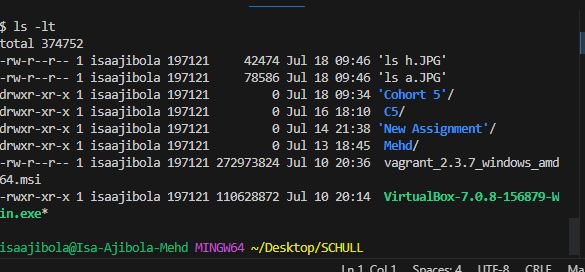 $ ls -lt
total 374752
-rw-r--r-- 1 isaajibola 197121     42474 Jul 18 09:46 'ls h.JPG'
-rw-r--r-- 1 isaajibola 197121     78586 Jul 18 09:46 'ls a.JPG'
drwxr-xr-x 1 isaajibola 197121         0 Jul 18 09:34 'Cohort 5'/
drwxr-xr-x 1 isaajibola 197121         0 Jul 16 18:10  C5/
drwxr-xr-x 1 isaajibola 197121         0 Jul 14 21:38 'New Assignment'/
drwxr-xr-x 1 isaajibola 197121         0 Jul 13 18:45  Mehd/
-rw-r--r-- 1 isaajibola 197121 272973824 Jul 10 20:36  vagrant_2.3.7_windows_amd
64.msi
-rwxr-xr-x 1 isaajibola 197121 110628872 Jul 10 20:14  VirtualBox-7.0.8-156879-W
in.exe*
isaajibola@Isa-Ajibola-Mehd MINGW64 ~/Desktop/SCHULL
Ln 1, Col 1 Spaces: 4 UTF-8 CRLF